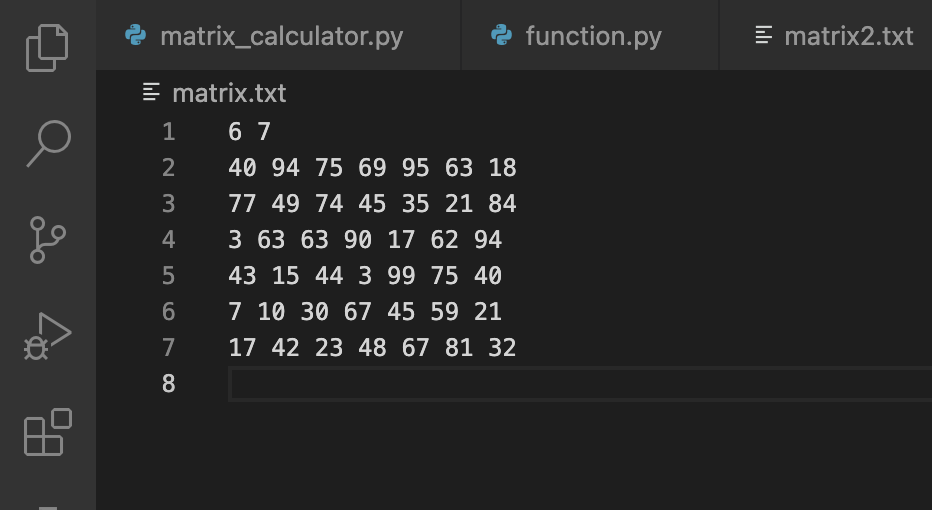 matrix_calculator.py function.py matrix2.txt
matrix.txt
1 6 7
2 40 94 75 69 95 63 18
3 77 49 74 45 35 21 84
4 3 63 63 90 17 62 94
5 43 15 44 3 99 75 40
6 7 10 30 67 45 59 21
7 17 42 23 48 67 81 32
8